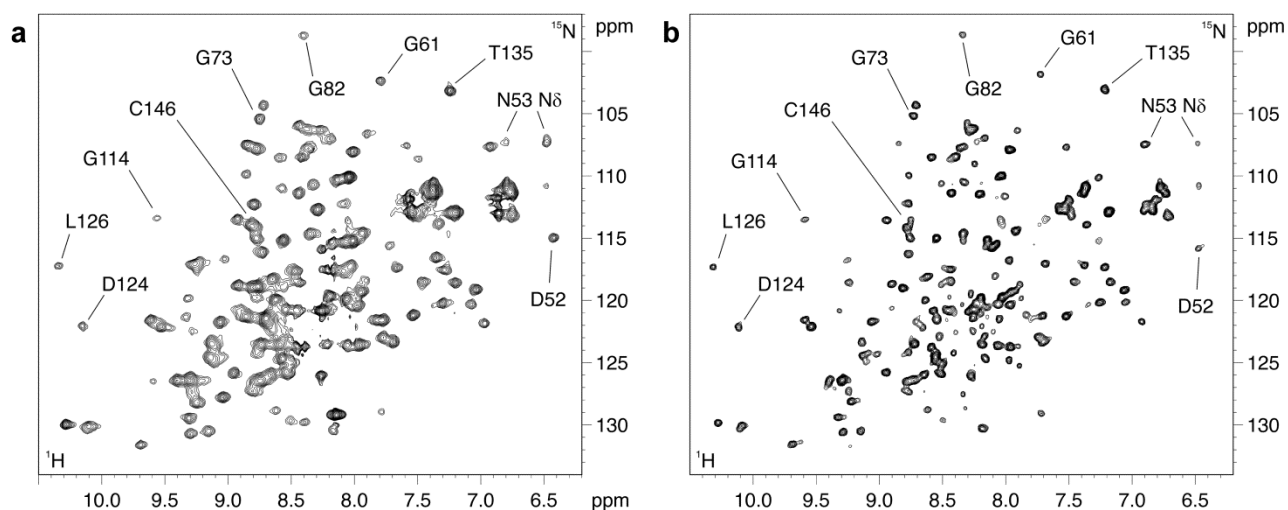 a
¹⁵N
ppm
G73
G82
G61
T135
C146
N53 Nδ
G114
L126
D124
D52
105
110
115
120
125
130
¹H
10.0
9.5
9.0
8.5
8.0
7.5
7.0
6.5
ppm
b
¹⁵N
ppm
G73
G82
G61
T135
C146
N53 Nδ
G114
L126
D124
D52
105
110
115
120
125
130
¹H
10.0
9.5
9.0
8.5
8.0
7.5
7.0
6.5
ppm